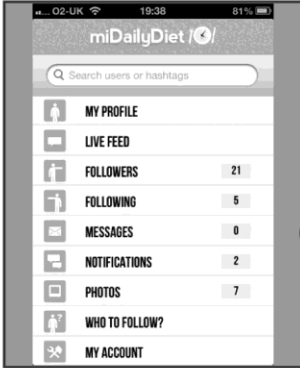 O2-UK 19:38 81%
miDailyDiet
Search users or hashtags
MY PROFILE
LIVE FEED
FOLLOWERS 21
FOLLOWING 5
MESSAGES 0
NOTIFICATIONS 2
PHOTOS 7
WHO TO FOLLOW?
MY ACCOUNT